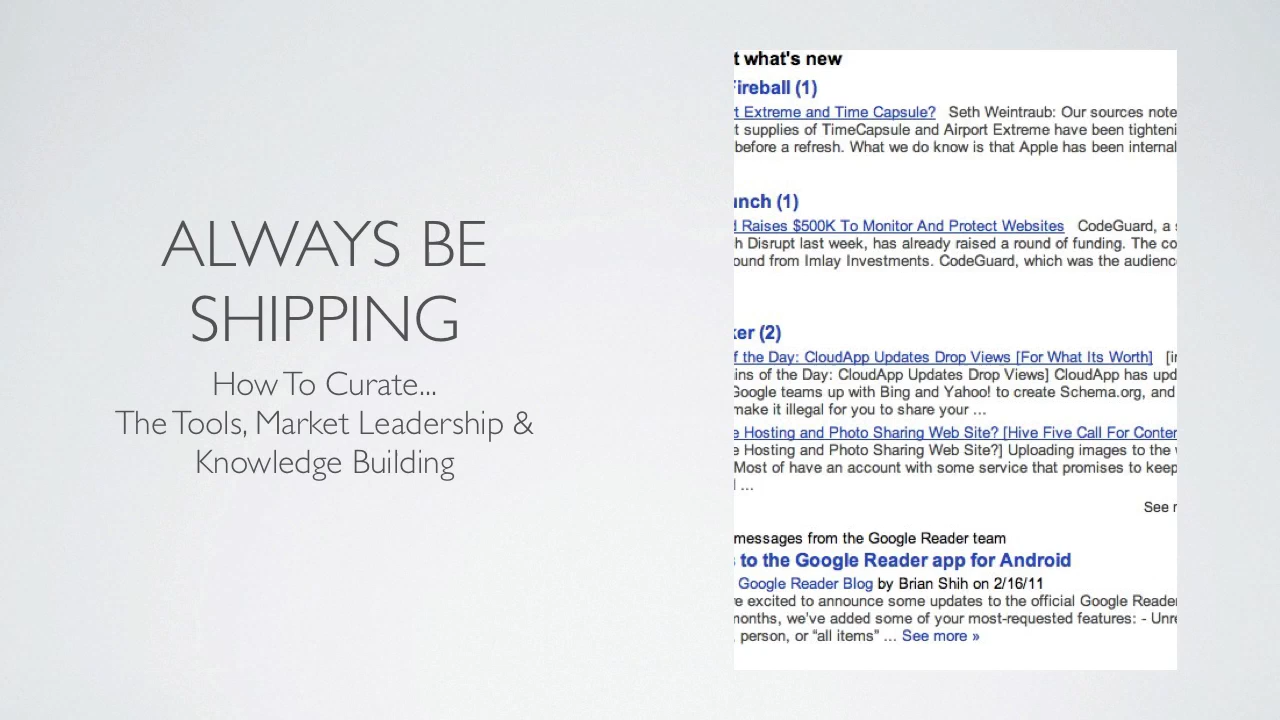 ALWAYS BE
SHIPPING
How To Curate...
The Tools, Market Leadership &
Knowledge Building
t what's new
Fireball (1)
t Extreme and Time Capsule? Seth Weintraub: Our sources note
t supplies of TimeCapsule and Airport Extreme have been tighteni
before a refresh. What we do know is that Apple has been internal
unch (1)
d Raises $500K To Monitor And Protect Websites CodeGuard, a s
h Disrupt last week, has already raised a round of funding. The co
ound from Imlay Investments. CodeGuard, which was the audienc
ker (2)
f the Day: CloudApp Updates Drop Views [For What Its Worth] [in
ins of the Day: CloudApp Updates Drop Views] CloudApp has upd
Google teams up with Bing and Yahoo! to create Schema.org, and
make it illegal for you to share your ...
e Hosting and Photo Sharing Web Site? [Hive Five Call For Conten
e Hosting and Photo Sharing Web Site?] Uploading images to the
Most of have an account with some service that promises to keep
...
See
messages from the Google Reader team
s to the Google Reader app for Android
Google Reader Blog by Brian Shih on 2/16/11
re excited to announce some updates to the official Google Reader
months, we've added some of your most-requested features: - Unre
, person, or “all items” ... See more »